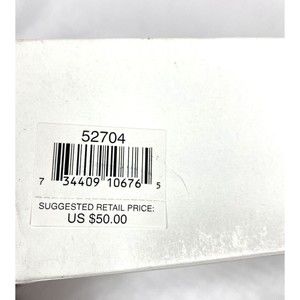 52704
7 34409 10676 5
SUGGESTED RETAIL PRICE:
US $50.00